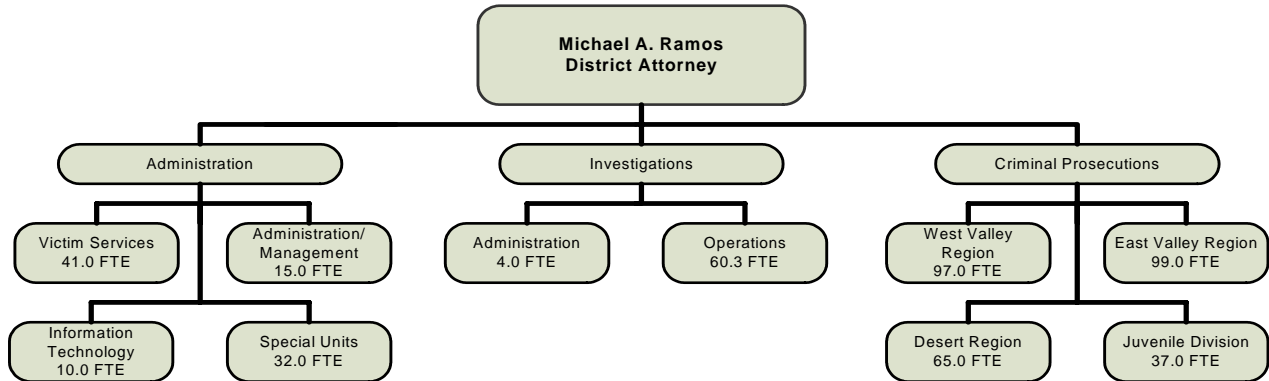 Michael A. Ramos
District Attorney
Administration
Investigations
Criminal Prosecutions
Victim Services
41.0 FTE
Administration/
Management
15.0 FTE
Administration
4.0 FTE
Operations
60.3 FTE
West Valley
Region
97.0 FTE
East Valley Region
99.0 FTE
Information
Technology
10.0 FTE
Special Units
32.0 FTE
Desert Region
65.0 FTE
Juvenile Division
37.0 FTE